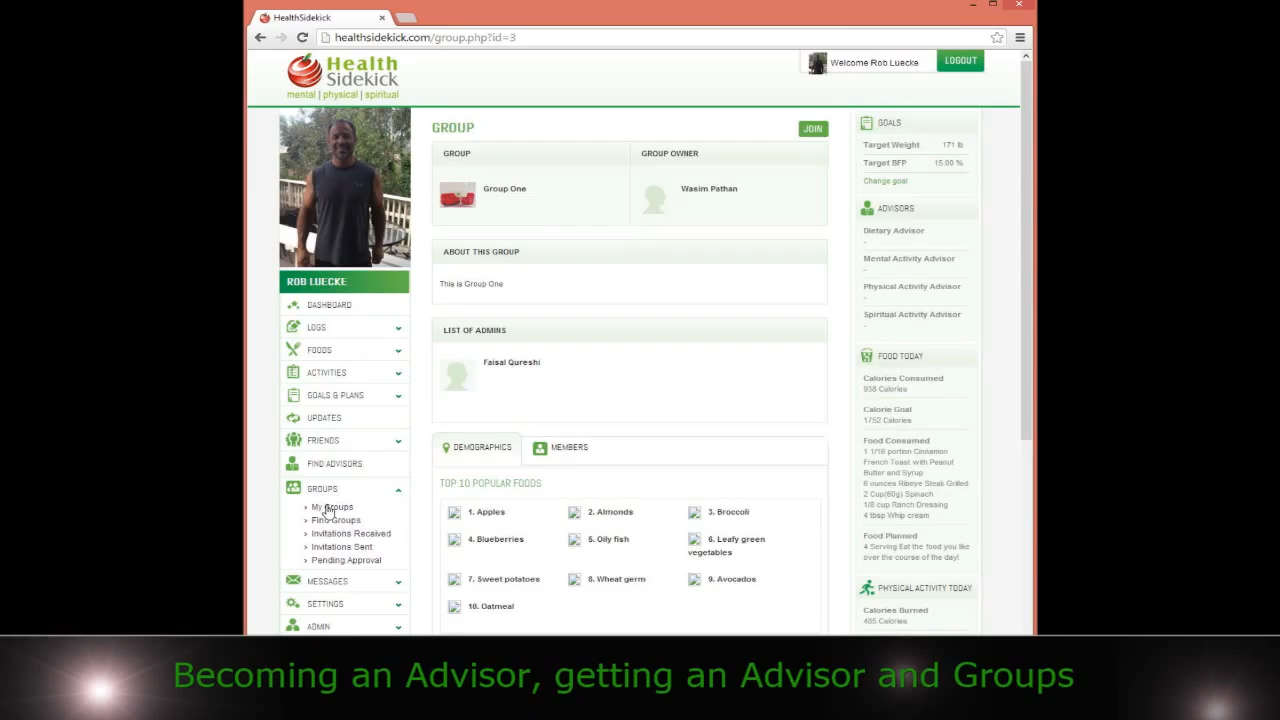 HealthSidekick
healthsidekick.com/group.php?id=3
Health
Sidekick
mental | physical | spiritual
Welcome Rob Luecke
LOGOUT
ROB LUECKE
DASHBOARD
LOGS
FOODS
ACTIVITIES
GOALS & PLANS
UPDATES
FRIENDS
FIND ADVISORS
GROUPS
› My Groups
› Find Groups
› Invitations Received
› Invitations Sent
› Pending Approval
MESSAGES
SETTINGS
ADMIN
GROUP
JOIN
GROUP
GROUP OWNER
Group One
Wasim Pathan
ABOUT THIS GROUP
This is Group One
LIST OF ADMINS
Faisal Qureshi
DEMOGRAPHICS
MEMBERS
TOP 10 POPULAR FOODS
1. Apples
2. Almonds
3. Broccoli
4. Blueberries
5. Oily fish
6. Leafy green
vegetables
7. Sweet potatoes
8. Wheat germ
9. Avocados
10. Oatmeal
GOALS
Target Weight 171 lb
Target BFP 15.00 %
Change goal
ADVISORS
Dietary Advisor
-
Mental Activity Advisor
-
Physical Activity Advisor
-
Spiritual Activity Advisor
-
FOOD TODAY
Calories Consumed
938 Calories
Calorie Goal
1752 Calories
Food Consumed
1 1/16 portion Cinnamon
French Toast with Peanut
Butter and Syrup
6 ounces Ribeye Steak Grilled
2 Cup(60g) Spinach
1/8 cup Ranch Dressing
4 tbsp Whip cream
Food Planned
4 Serving Eat the food you like
over the course of the day!
PHYSICAL ACTIVITY TODAY
Calories Burned
485 Calories
Becoming an Advisor, getting an Advisor and Groups